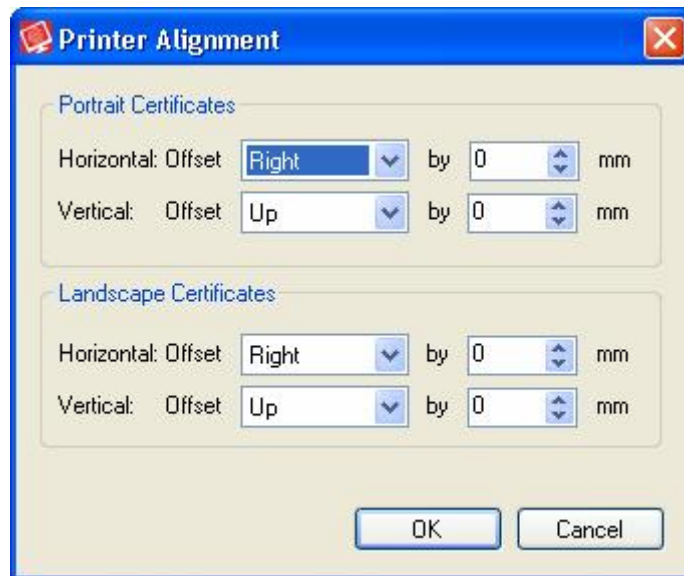 Printer Alignment
Portrait Certificates
Horizontal: Offset Right by 0 mm
Vertical: Offset Up by 0 mm
Landscape Certificates
Horizontal: Offset Right by 0 mm
Vertical: Offset Up by 0 mm
OK Cancel